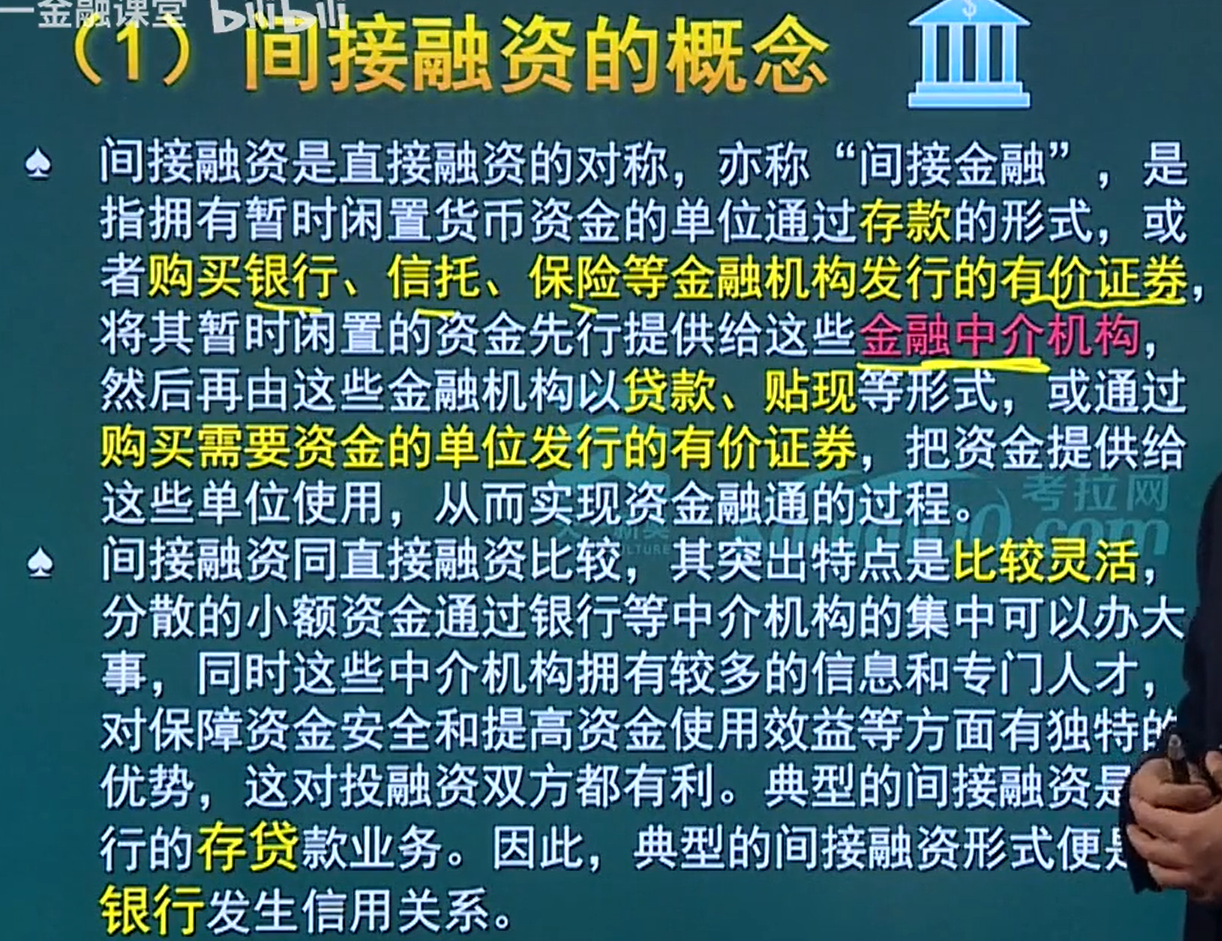 一金融课堂 bilibili
（1）间接融资的概念
$
♠ 间接融资是直接融资的对称，亦称“间接金融”，是
指拥有暂时闲置货币资金的单位通过存款的形式，或
者购买银行、信托、保险等金融机构发行的有价证券，
将其暂时闲置的资金先行提供给这些金融中介机构，
然后再由这些金融机构以贷款、贴现等形式，或通过
购买需要资金的单位发行的有价证券，把资金提供给
这些单位使用，从而实现资金融通的过程。
考拉网
.com
♠ 间接融资同直接融资比较，其突出特点是比较灵活，
分散的小额资金通过银行等中介机构的集中可以办大
事，同时这些中介机构拥有较多的信息和专门人才，
对保障资金安全和提高资金使用效益等方面有独特的
优势，这对投融资双方都有利。典型的间接融资是
行的存贷款业务。因此，典型的间接融资形式便是
银行发生信用关系。